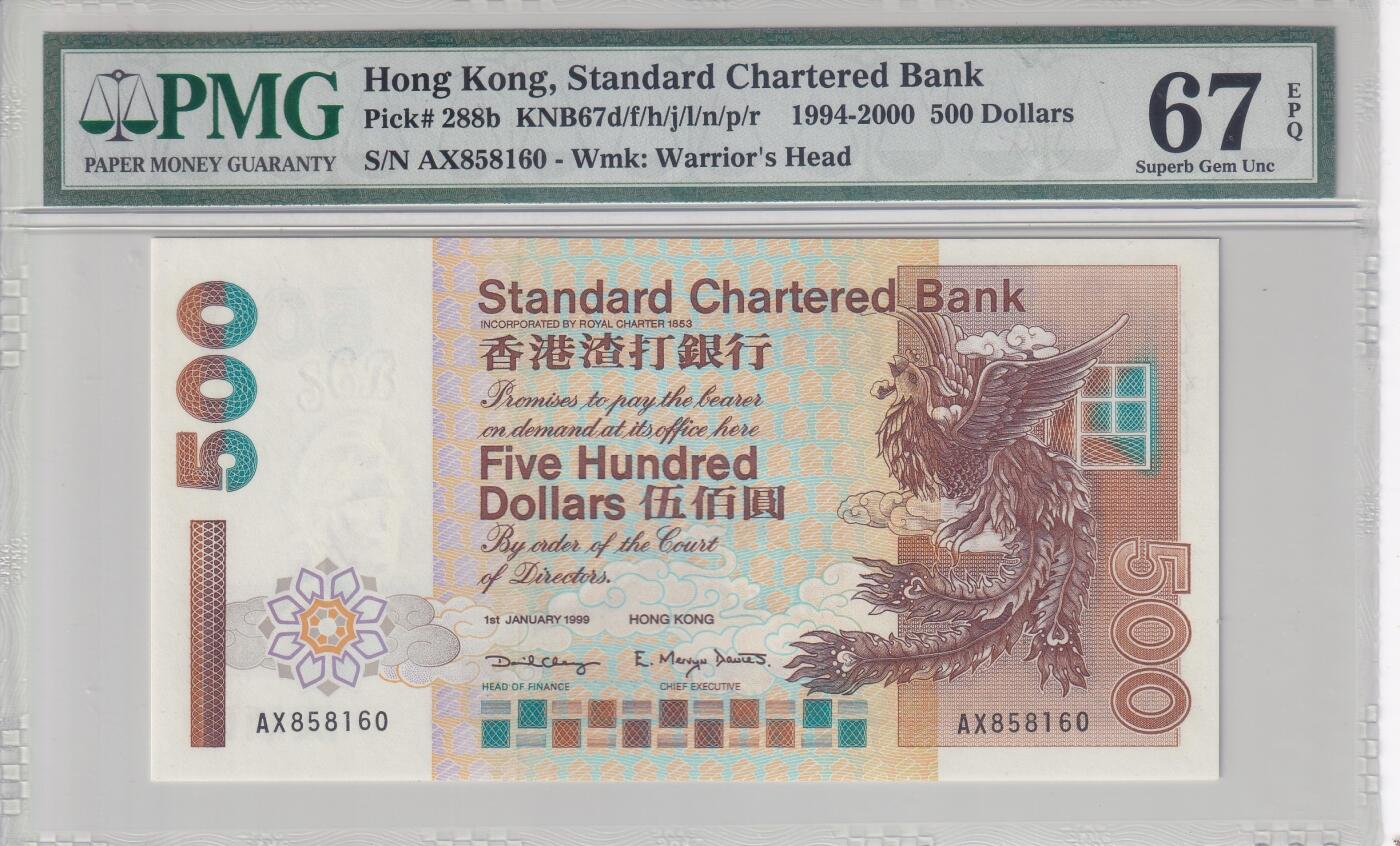 PMG
PAPER MONEY GUARANTY
Hong Kong, Standard Chartered Bank
Pick# 288b KNB67d/f/h/j/l/n/p/r 1994-2000 500 Dollars
S/N AX858160 - Wmk: Warrior's Head
67
EPQ
Superb Gem Unc
500
Standard Chartered Bank
INCORPORATED BY ROYAL CHARTER 1853
香港渣打銀行
Promises to pay the bearer
on demand at its office here
Five Hundred
Dollars 伍佰圓
By order of the Court
of Directors.
1st JANUARY 1999 HONG KONG
E. Mervyn Davies.
HEAD OF FINANCE CHIEF EXECUTIVE
AX858160
AX858160
500